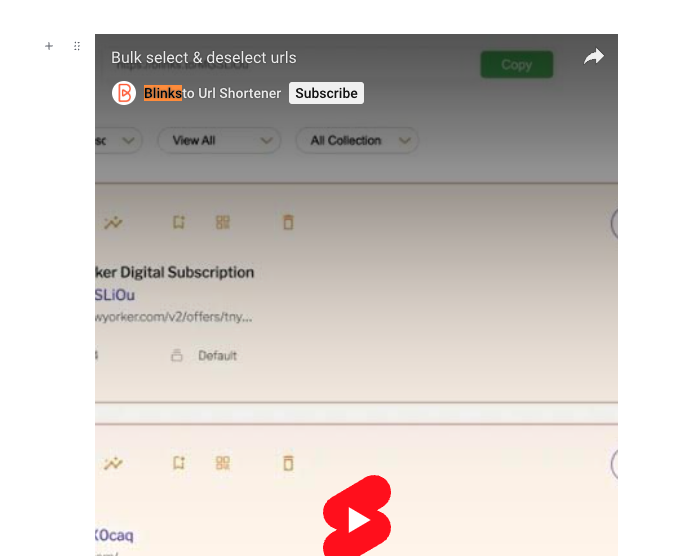 Bulk select & deselect urls
Copy
Blinksto Url Shortener Subscribe
sc View All All Collection
ker Digital Subscription
SLiOu
wyorker.com/v2/offers/tny...
Default
Ocaq